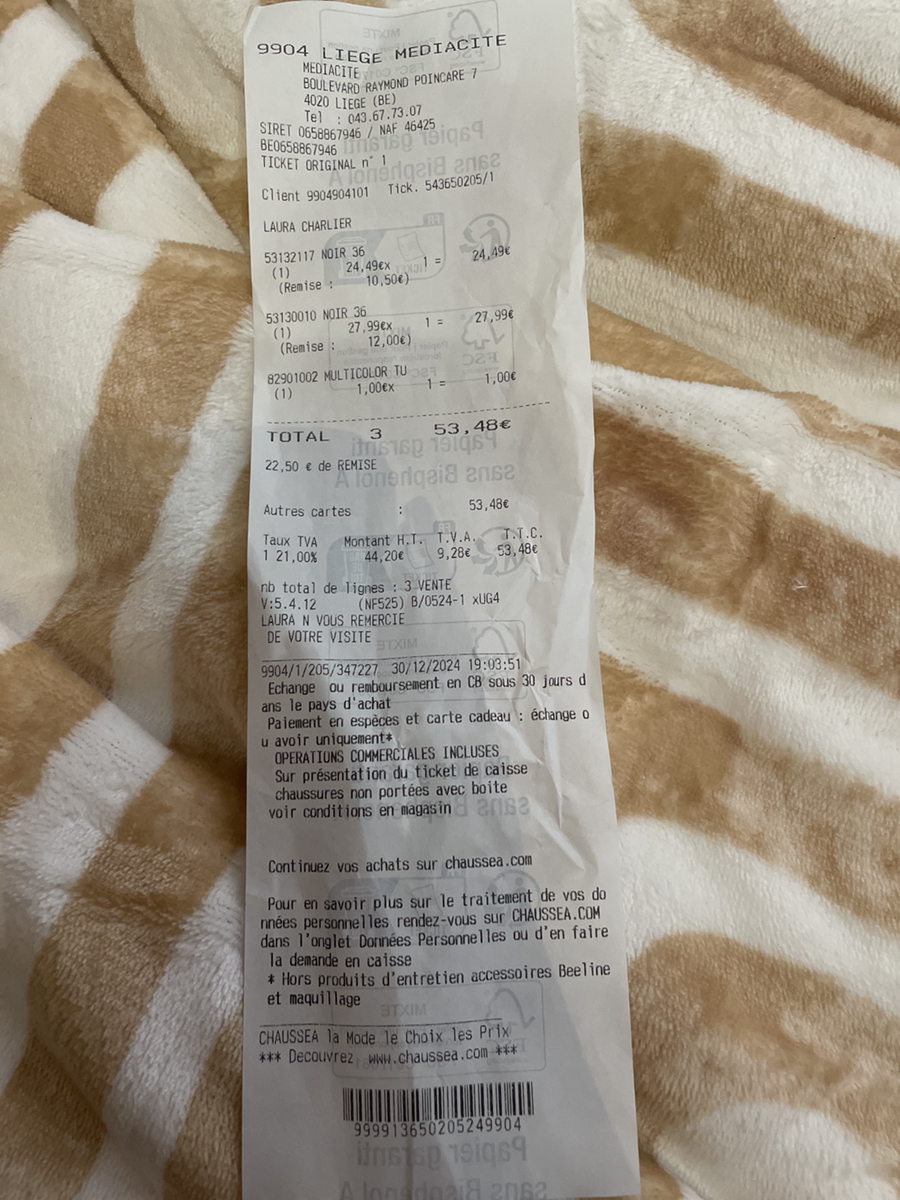 9904 LIEGE MEDIACITE
MEDIACITE
BOULEVARD RAYMOND POINCARE 7
4020 LIEGE (BE)
Tel : 043.67.73.07
SIRET 0658867946 / NAF 46425
BE0658867946
TICKET ORIGINAL n° 1
Client 9904904101 Tick. 543650205/1
LAURA CHARLIER
53132117 NOIR 36
(1) 24,49€x 1 = 24,49€
(Remise : 10,50€)
53130010 NOIR 36
(1) 27,99€x 1 = 27,99€
(Remise : 12,00€)
82901002 MULTICOLOR TU
(1) 1,00€x 1 = 1,00€
TOTAL 3 53,48€
22,50 € de REMISE
Autres cartes : 53,48€
Taux TVA Montant H.T. T.V.A. T.T.C.
1 21,00% 44,20€ 9,28€ 53,48€
nb total de lignes : 3 VENTE
V:5.4.12 (NF525) B/0524-1 xUG4
LAURA N VOUS REMERCIE
DE VOTRE VISITE
9904/1/205/347227 30/12/2024 19:03:51
Echange ou remboursement en CB sous 30 jours d
ans le pays d'achat
Paiement en espèces et carte cadeau : échange o
u avoir uniquement*
OPERATIONS COMMERCIALES INCLUSES
Sur présentation du ticket de caisse
chaussures non portées avec boite
voir conditions en magasin
Continuez vos achats sur chaussea.com
Pour en savoir plus sur le traitement de vos do
nnées personnelles rendez-vous sur CHAUSSEA.COM
dans l'onglet Données Personnelles ou d'en faire
la demande en caisse
* Hors produits d'entretien accessoires Beeline
et maquillage
CHAUSSEA la Mode le Choix les Prix
*** Decouvrez www.chaussea.com ***
999913650205249904